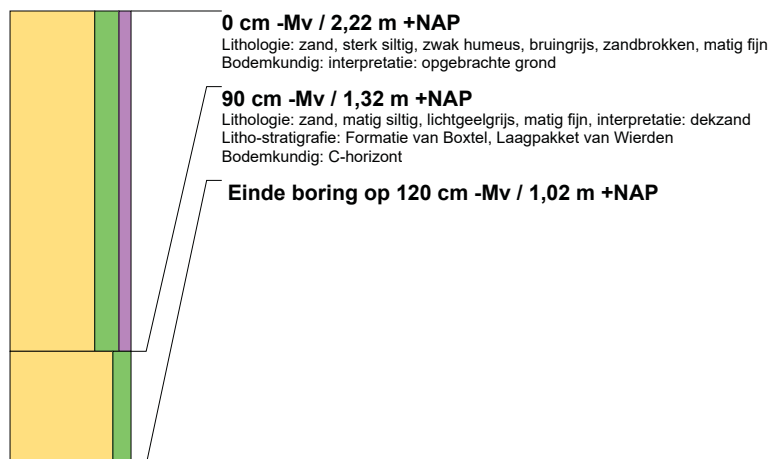 0 cm -Mv / 2,22 m +NAP
Lithologie: zand, sterk siltig, zwak humeus, bruingrijs, zandbrokken, matig fijn
Bodemkundig: interpretatie: opgebrachte grond
90 cm -Mv / 1,32 m +NAP
Lithologie: zand, matig siltig, lichtgeelgrijs, matig fijn, interpretatie: dekzand
Litho-stratigrafie: Formatie van Boxtel, Laagpakket van Wierden
Bodemkundig: C-horizont
Einde boring op 120 cm -Mv / 1,02 m +NAP